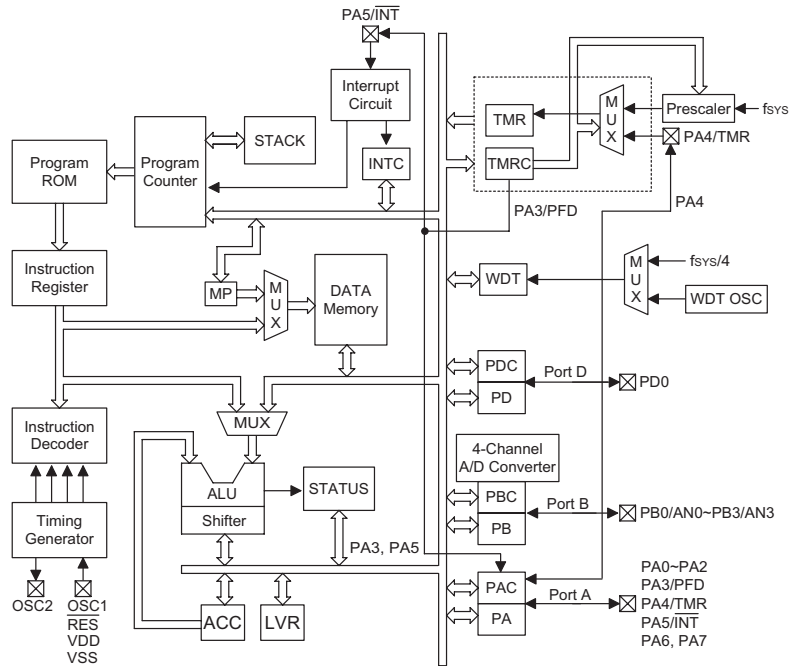 PA5/INT
Interrupt
Circuit
STACK
INTC
Program
ROM
Program
Counter
Instruction
Register
MP
M
U
X
DATA
Memory
Instruction
Decoder
MUX
ALU
Shifter
STATUS
Timing
Generator
OSC2
OSC1
RES
VDD
VSS
ACC
LVR
PA3, PA5
TMR
TMRC
M
U
X
Prescaler
fSYS
PA4/TMR
PA3/PFD
PA4
WDT
M
U
X
fSYS/4
WDT OSC
PDC
PD
Port D
PD0
4-Channel
A/D Converter
PBC
PB
Port B
PB0/AN0~PB3/AN3
PAC
PA
Port A
PA0~PA2
PA3/PFD
PA4/TMR
PA5/INT
PA6, PA7